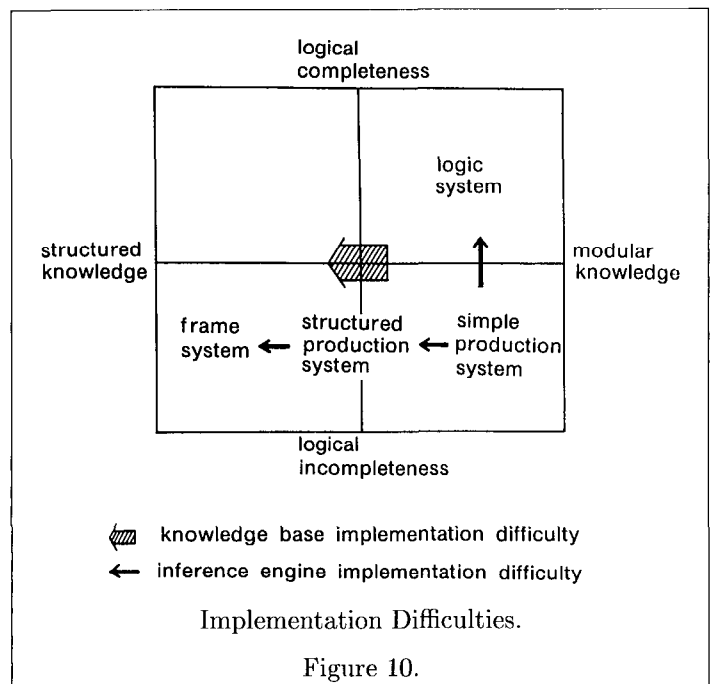 logical
completeness
logic
system
structured
knowledge
modular
knowledge
frame
system
structured
production
system
simple
production
system
logical
incompleteness
knowledge base implementation difficulty
inference engine implementation difficulty
Implementation Difficulties.
Figure 10.